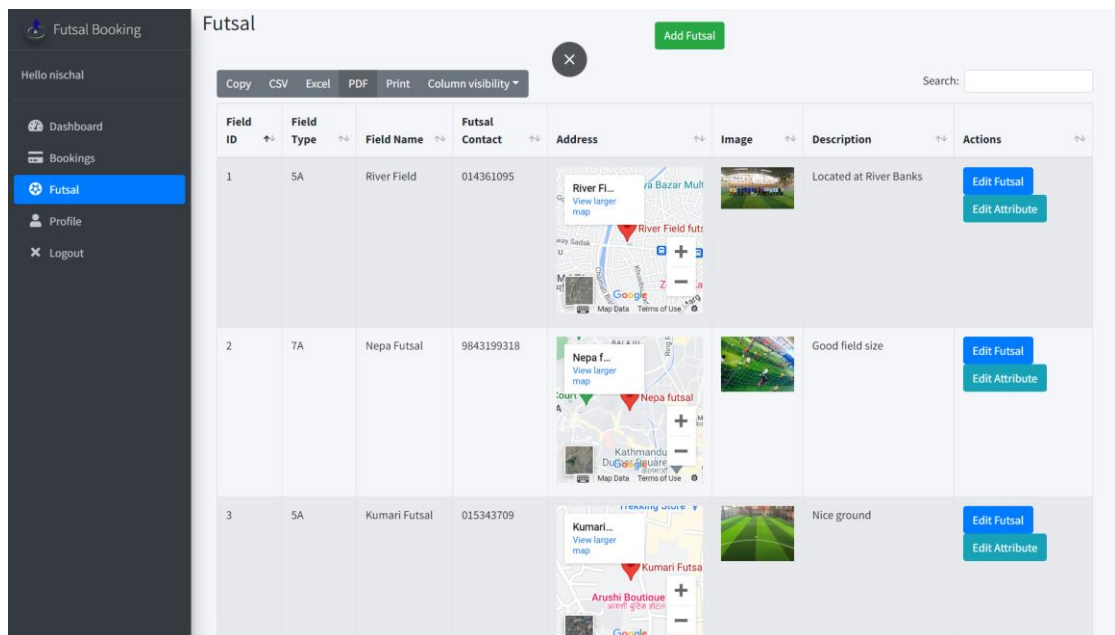 Futsal Booking
Hello nischal
Dashboard
Bookings
Futsal
Profile
Logout
Futsal
Add Futsal
Copy CSV Excel PDF Print Column visibility
Search:
Field ID Field Type Field Name Futsal Contact Address Image Description Actions
1 5A River Field 014361095
River Fi...
View larger map
Bazar Mult
River Field futs
Google
Map Data Terms of Use
Located at River Banks
Edit Futsal
Edit Attribute
2 7A Nepa Futsal 9843199318
Nepa f...
View larger map
Nepa futsal
Kathmandu
Google
Map Data Terms of Use
Good field size
Edit Futsal
Edit Attribute
3 5A Kumari Futsal 015343709
Kumari...
View larger map
Kumari Futsa
Arushi Boutique
Google
Nice ground
Edit Futsal
Edit Attribute